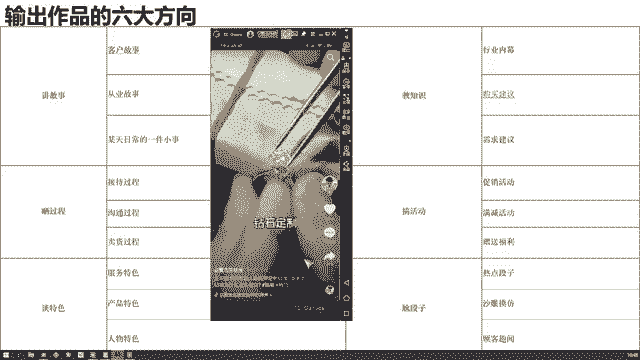 输出作品的六大方向
讲故事
客户故事
从业故事
某天日常的一件小事
晒过程
接待过程
沟通过程
卖货过程
谈特色
服务特色
产品特色
人物特色
钻石定制
教知识
行业内幕
购买建议
需求建议
搞活动
促销活动
满减活动
赠送福利
脱段子
热点段子
沙雕模仿
顾客趣闻